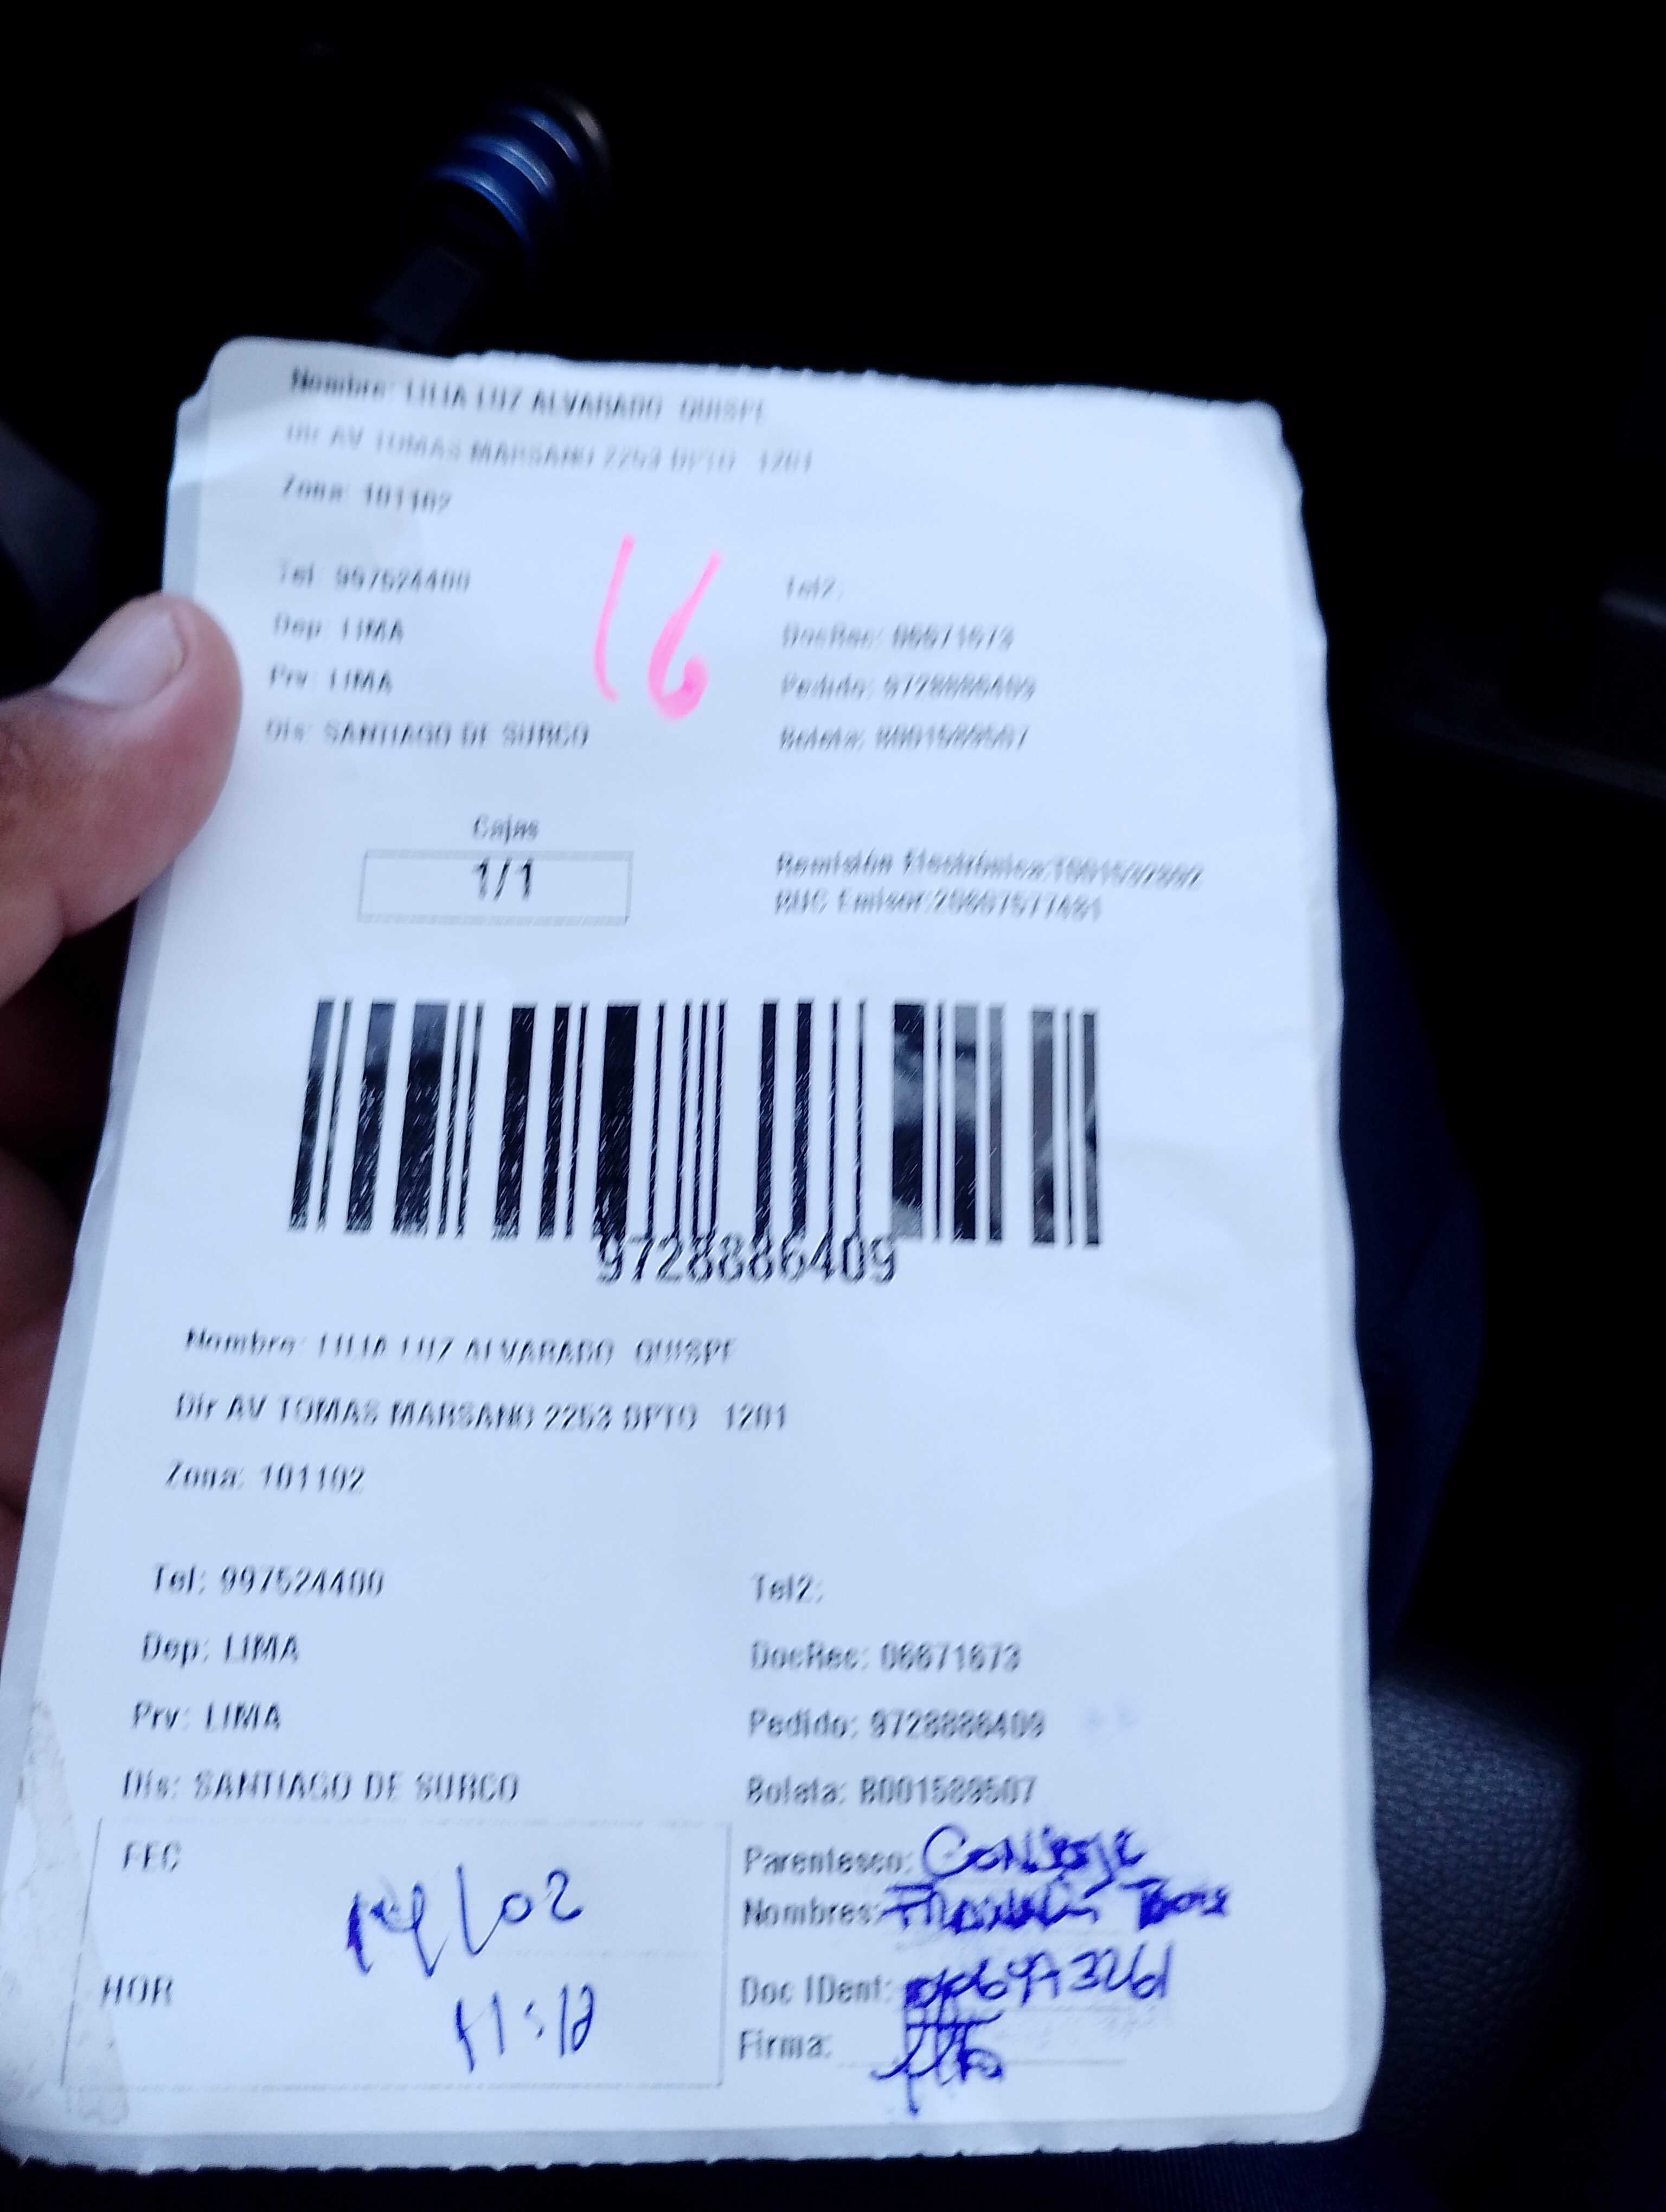 Nombre: LILIA LUZ ALVARADO QUISPE
Dir AV TOMAS MARSANO 2253 DPTO 1201
Zona: 101102
16
Tel: 997524400
Tel2:
Dep: LIMA
DocRec: 06671673
Prv: LIMA
Pedido: 9728886409
Dis: SANTIAGO DE SURCO
Boleta: B001589507
Cajas
1/1
Remisión Electrónica:
RUC Emisor:
9728886409
Nombre: LILIA LUZ ALVARADO QUISPE
Dir AV TOMAS MARSANO 2253 DPTO 1201
Zona: 101102
Tel: 997524400
Tel2:
Dep: LIMA
DocRec: 06671673
Prv: LIMA
Pedido: 9728886409
Dis: SANTIAGO DE SURCO
Boleta: B001589507
FEC
Parentesco: Conserje
14/02
Nombres:
HOR
Doc IDent:
Firma: